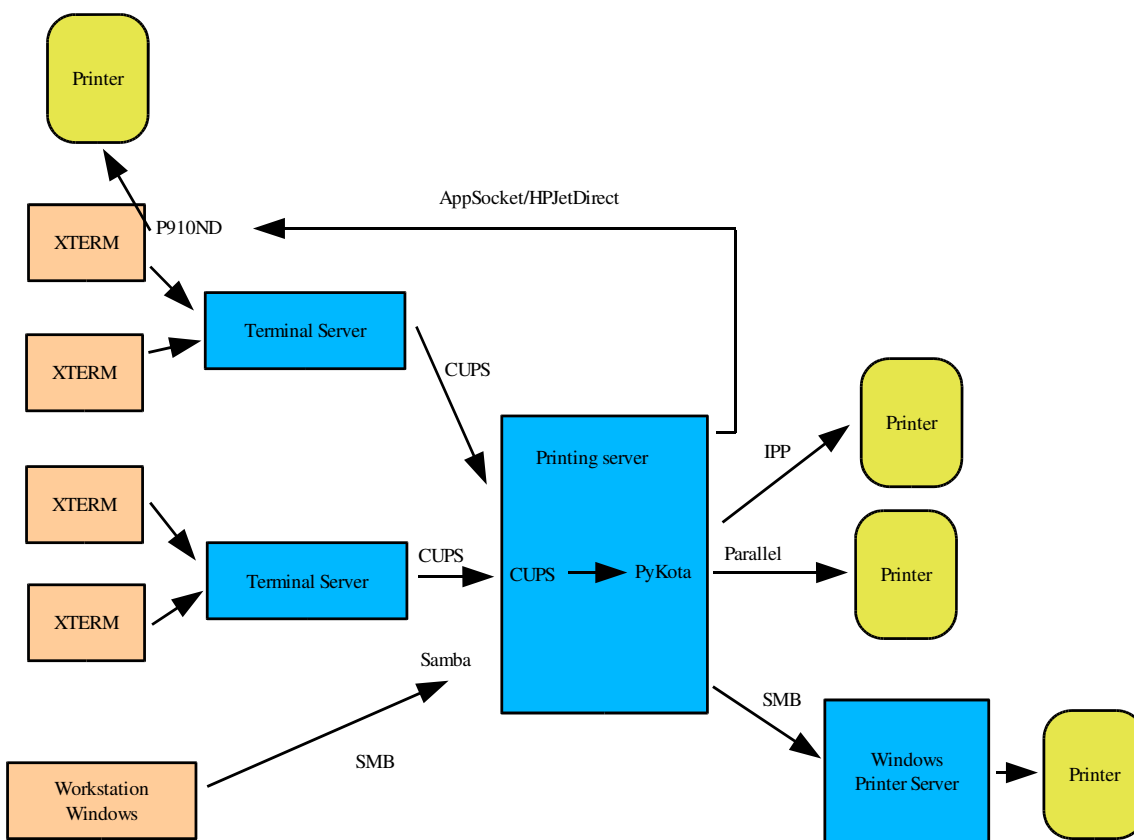 Printer
AppSocket/HPJetDirect
P910ND
XTERM
Terminal Server
XTERM
CUPS
Printer
IPP
Printing server
XTERM
CUPS
Parallel
Terminal Server
CUPS
PyKota
Printer
XTERM
Samba
SMB
SMB
Windows
Printer Server
Printer
Workstation
Windows